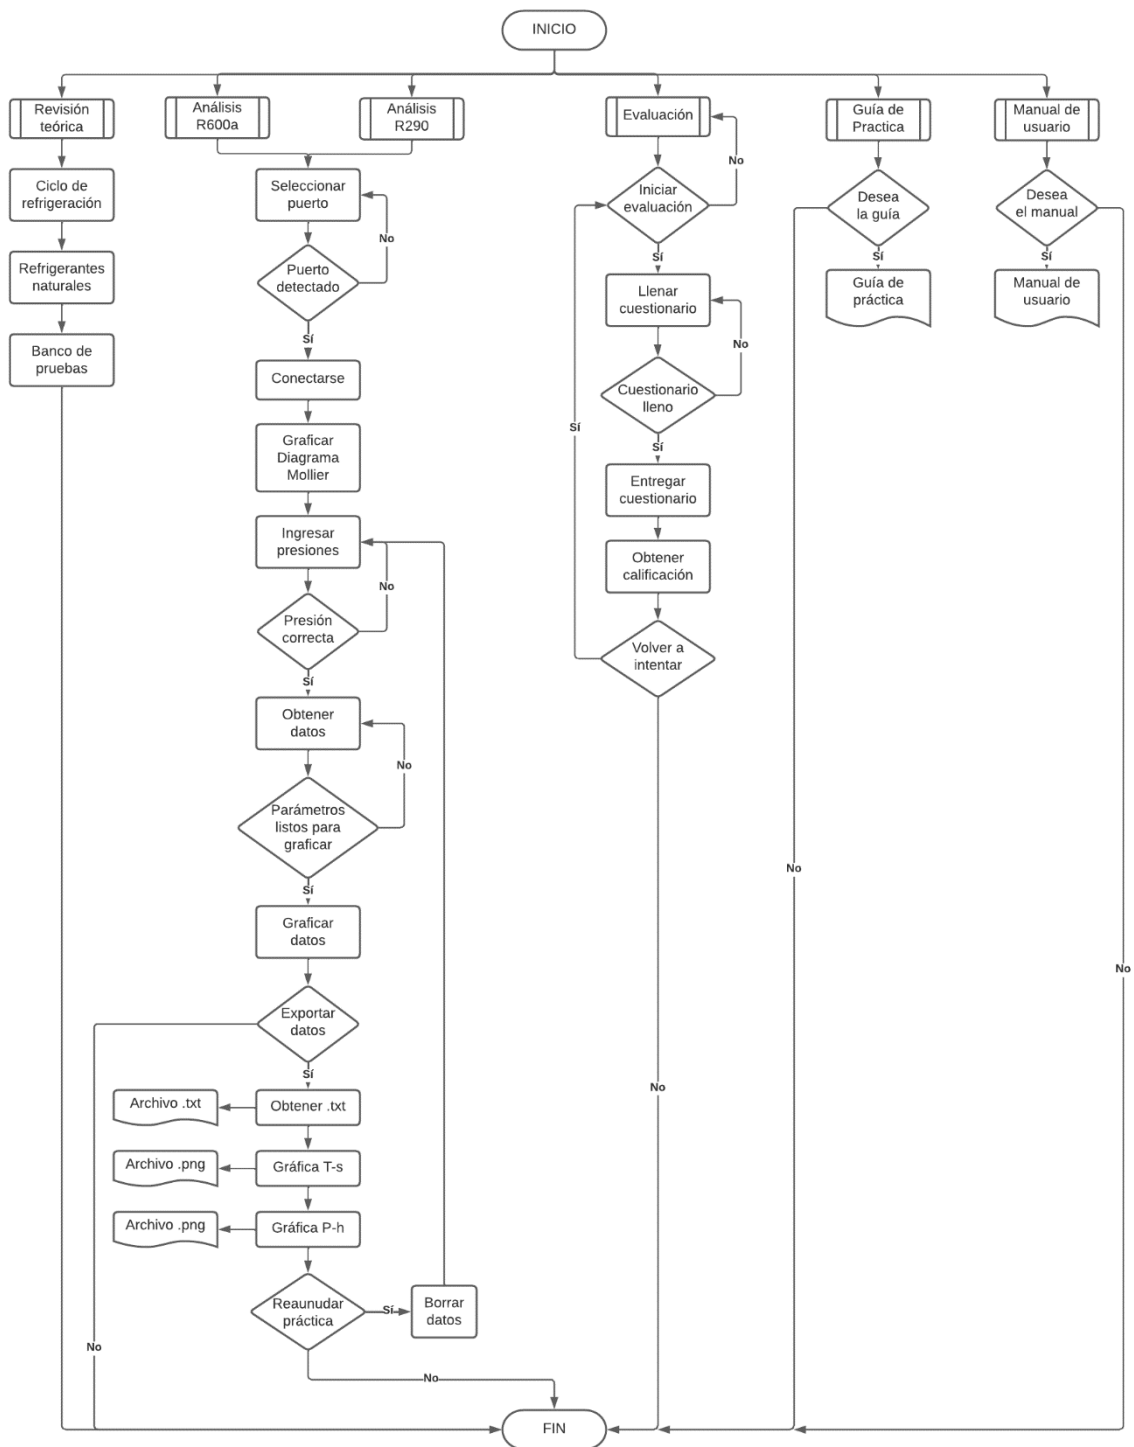 INICIO
Revisión
teórica
Ciclo de
refrigeración
Refrigerantes
naturales
Banco de
pruebas
Análisis
R600a
Análisis
R290
Seleccionar
puerto
No
Puerto
detectado
Sí
Conectarse
Graficar
Diagrama
Mollier
Ingresar
presiones
No
Presión
correcta
Sí
Obtener
datos
No
Parámetros
listos para
graficar
Sí
Graficar
datos
Exportar
datos
No
Sí
Obtener .txt
Archivo .txt
Gráfica T-s
Archivo .png
Gráfica P-h
Archivo .png
Reaunudar
práctica
Sí
Borrar
datos
No
Evaluación
No
Iniciar
evaluación
Sí
Llenar
cuestionario
No
Cuestionario
lleno
Sí
Entregar
cuestionario
Obtener
calificación
Volver a
intentar
Sí
No
Guía de
Practica
Desea
la guía
Sí
Guía de
práctica
No
Manual de
usuario
Desea
el manual
Sí
Manual de
usuario
No
FIN